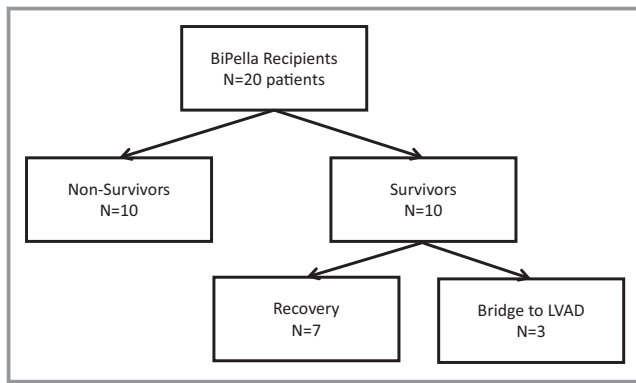 BiPella Recipients
N=20 patients
Non-Survivors
N=10
Survivors
N=10
Recovery
N=7
Bridge to LVAD
N=3